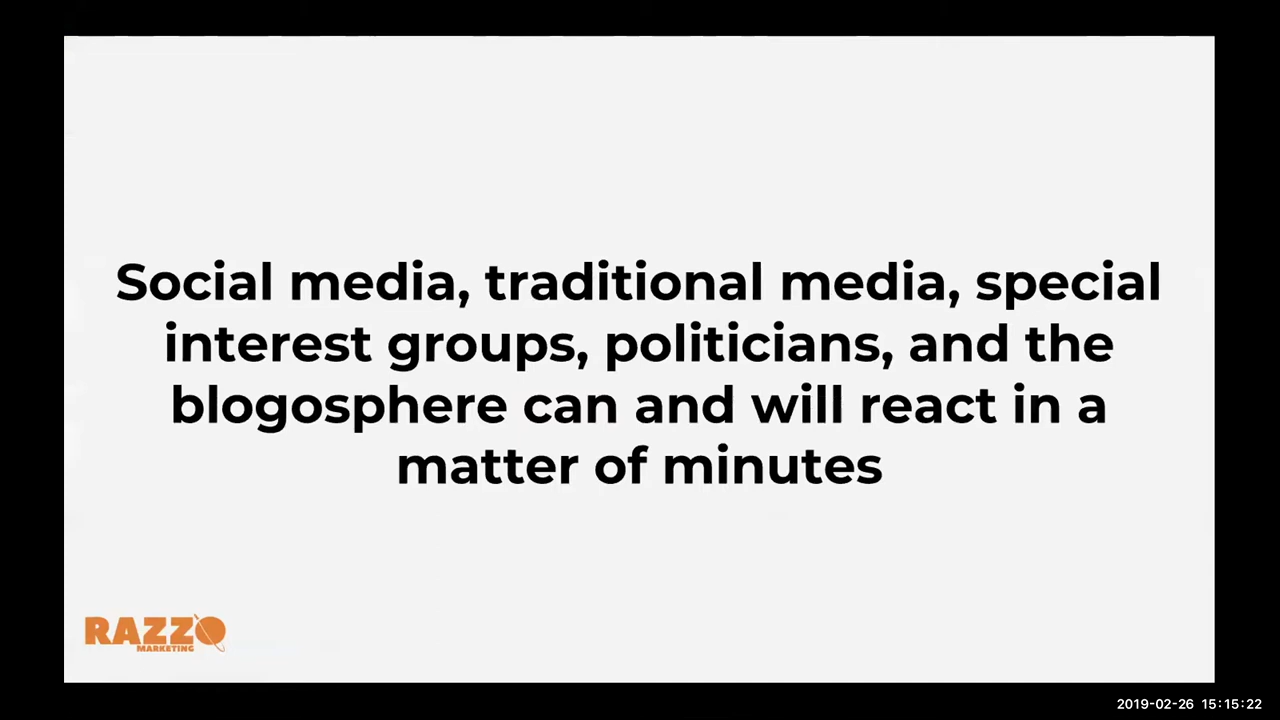 Social media, traditional media, special
interest groups, politicians, and the
blogosphere can and will react in a
matter of minutes
RAZZO
MARKETING
2019-02-26 15:15:22